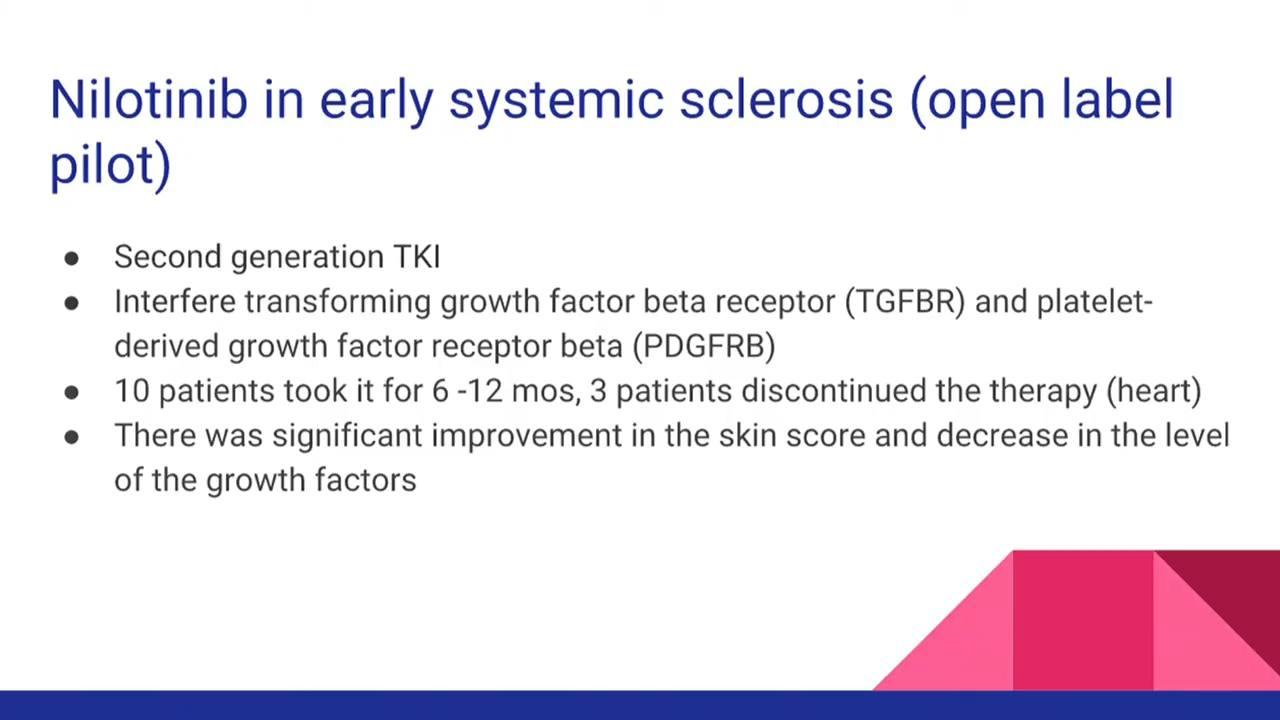 Nilotinib in early systemic sclerosis (open label
pilot)
● Second generation TKI
● Interfere transforming growth factor beta receptor (TGFBR) and platelet-
derived growth factor receptor beta (PDGFRB)
● 10 patients took it for 6 -12 mos, 3 patients discontinued the therapy (heart)
● There was significant improvement in the skin score and decrease in the level
of the growth factors